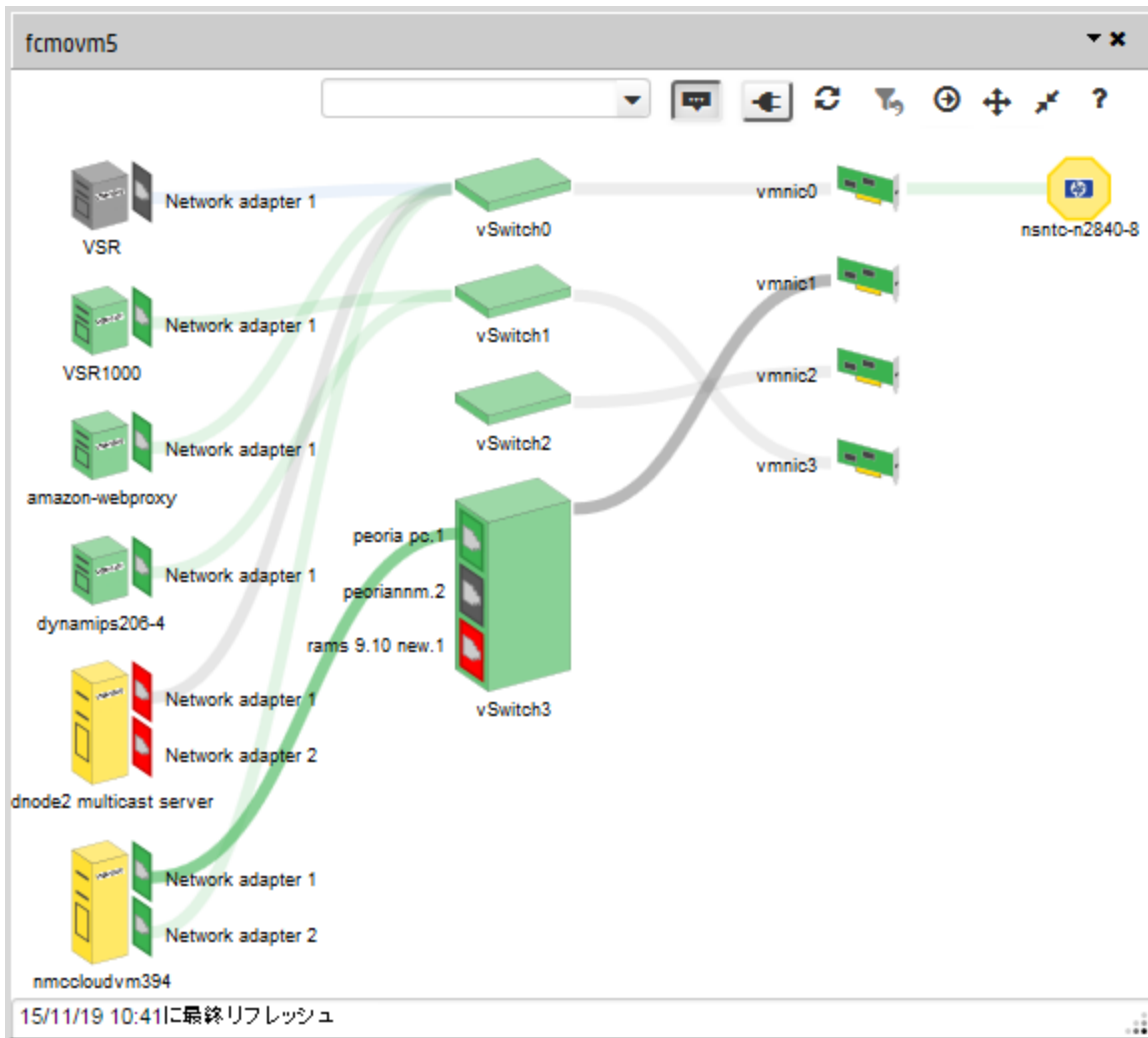 fcmovm5
?
Network adapter 1
VSR
Network adapter 1
VSR1000
Network adapter 1
amazon-webproxy
Network adapter 1
dynamips206-4
Network adapter 1
Network adapter 2
dnode2 multicast server
Network adapter 1
Network adapter 2
nmccloudvm394
vSwitch0
vSwitch1
vSwitch2
peoria pc.1
peoriannm.2
rams 9.10 new.1
vSwitch3
vmnic0
vmnic1
vmnic2
vmnic3
hp
nsntc-n2840-8
15/11/19 10:41に最終リフレッシュ